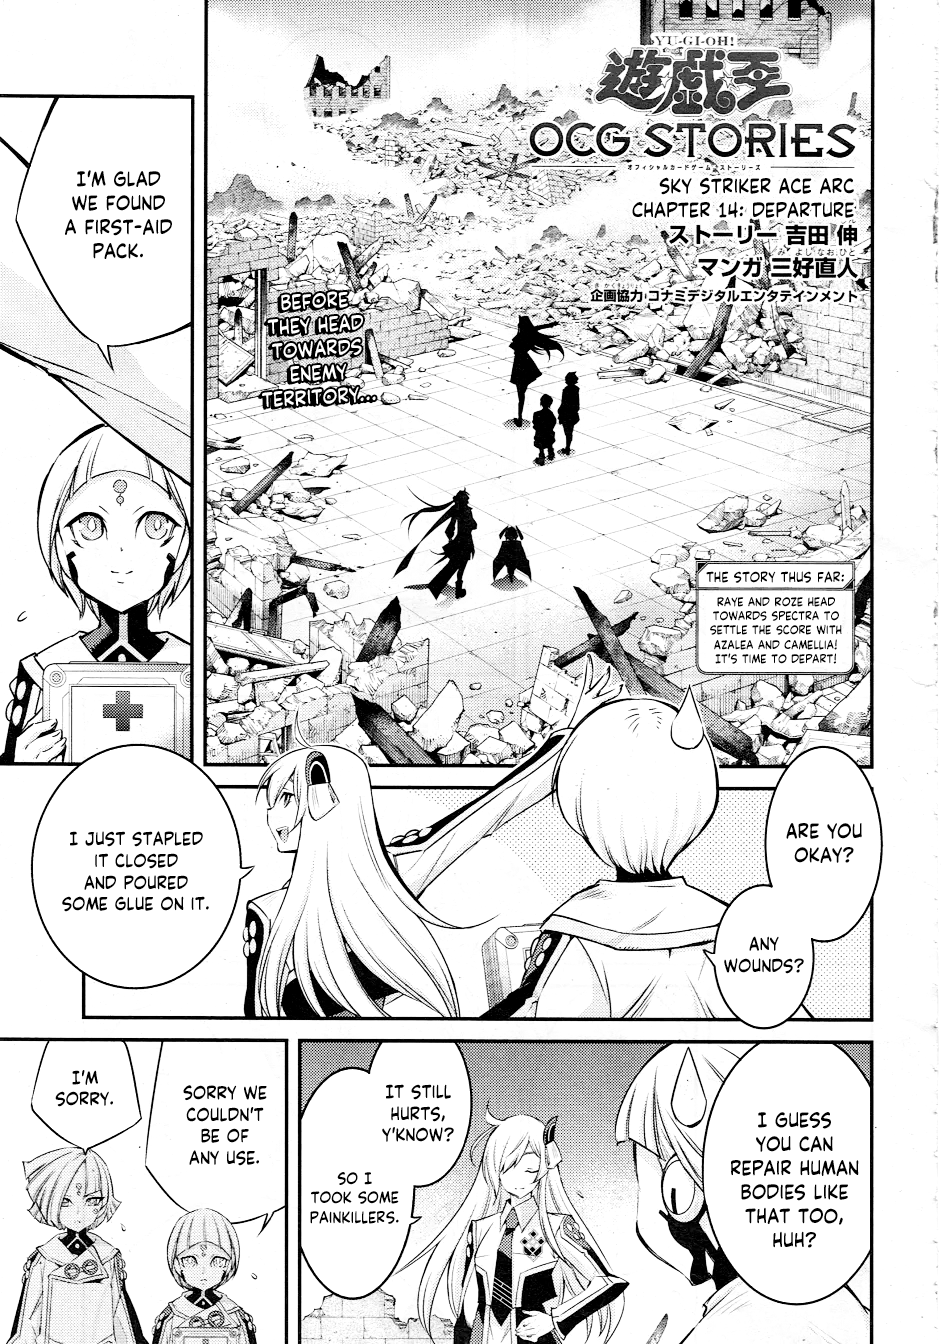 YU-GI-OH!
遊戯王
OCG STORIES
オフィシャルカードゲーム ストーリーズ
SKY STRIKER ACE ARC
CHAPTER 14: DEPARTURE
ストーリー 吉田 伸
マンガ 三好直人
企画協力 コナミデジタルエンタテインメント
BEFORE
THEY HEAD
TOWARDS
ENEMY
TERRITORY...
THE STORY THUS FAR:
RAYE AND ROZE HEAD
TOWARDS SPECTRA TO
SETTLE THE SCORE WITH
AZALEA AND CAMELLIA!
IT'S TIME TO DEPART!
I'M GLAD
WE FOUND
A FIRST-AID
PACK.
ARE YOU
OKAY?
ANY
WOUNDS?
I JUST STAPLED
IT CLOSED
AND POURED
SOME GLUE ON IT.
I GUESS
YOU CAN
REPAIR HUMAN
BODIES LIKE
THAT TOO,
HUH?
IT STILL
HURTS,
Y'KNOW?
SO I
TOOK SOME
PAINKILLERS.
SORRY WE
COULDN'T
BE OF
ANY USE.
I'M
SORRY.